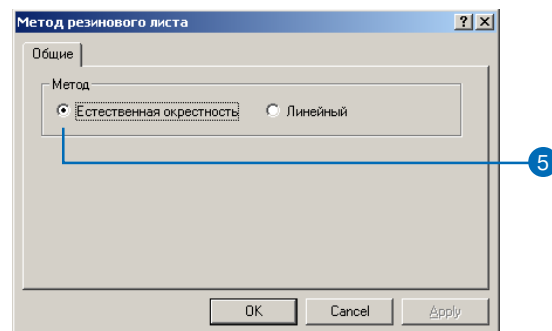 Метод резинового листа
Общие
Метод
Естественная окрестность Линейный
5
OK Cancel Apply